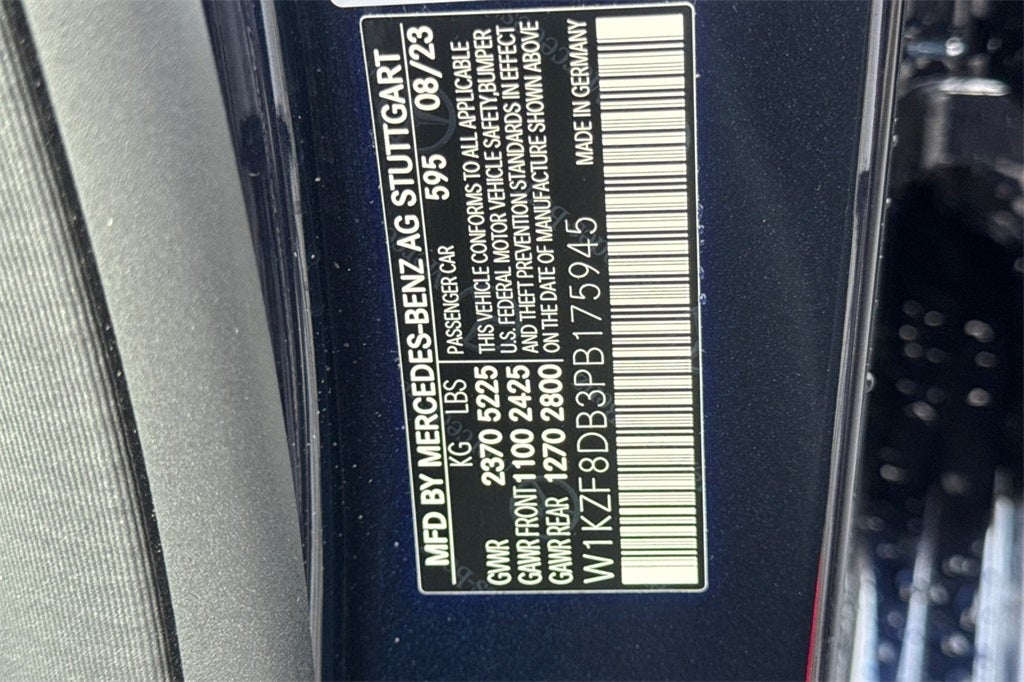 MFD BY MERCEDES-BENZ AG STUTTGART
595 08/23
KG LBS
PASSENGER CAR
GVWR 2370 5225
GAWR FRONT 1100 2425
GAWR REAR 1270 2800
THIS VEHICLE CONFORMS TO ALL APPLICABLE
U.S. FEDERAL MOTOR VEHICLE SAFETY, BUMPER
AND THEFT PREVENTION STANDARDS IN EFFECT
ON THE DATE OF MANUFACTURE SHOWN ABOVE
MADE IN GERMANY
W1KZF8DB3PB175945